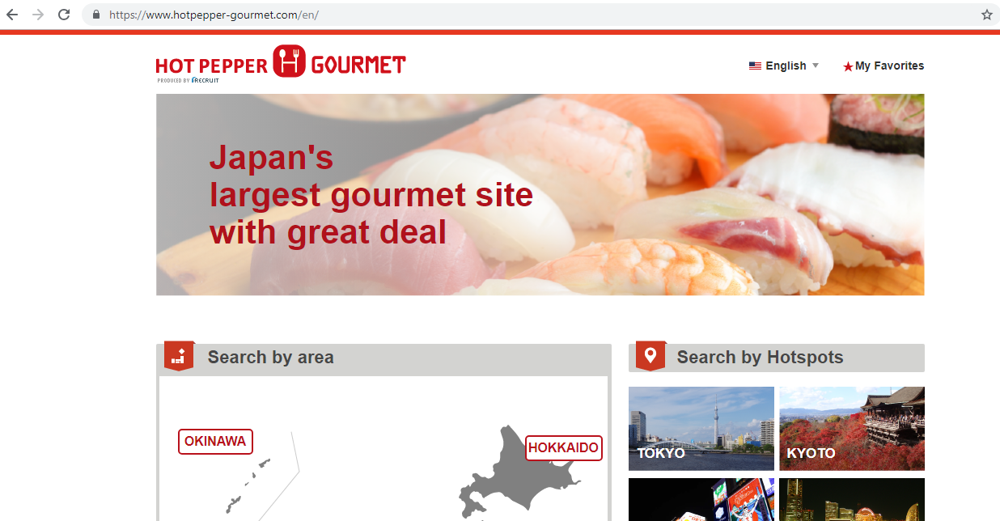 https://www.hotpepper-gourmet.com/en/
HOT PEPPER GOURMET
PRODUCED BY RECRUIT
English
My Favorites
Japan's
largest gourmet site
with great deal
Search by area
Search by Hotspots
OKINAWA
HOKKAIDO
TOKYO
KYOTO